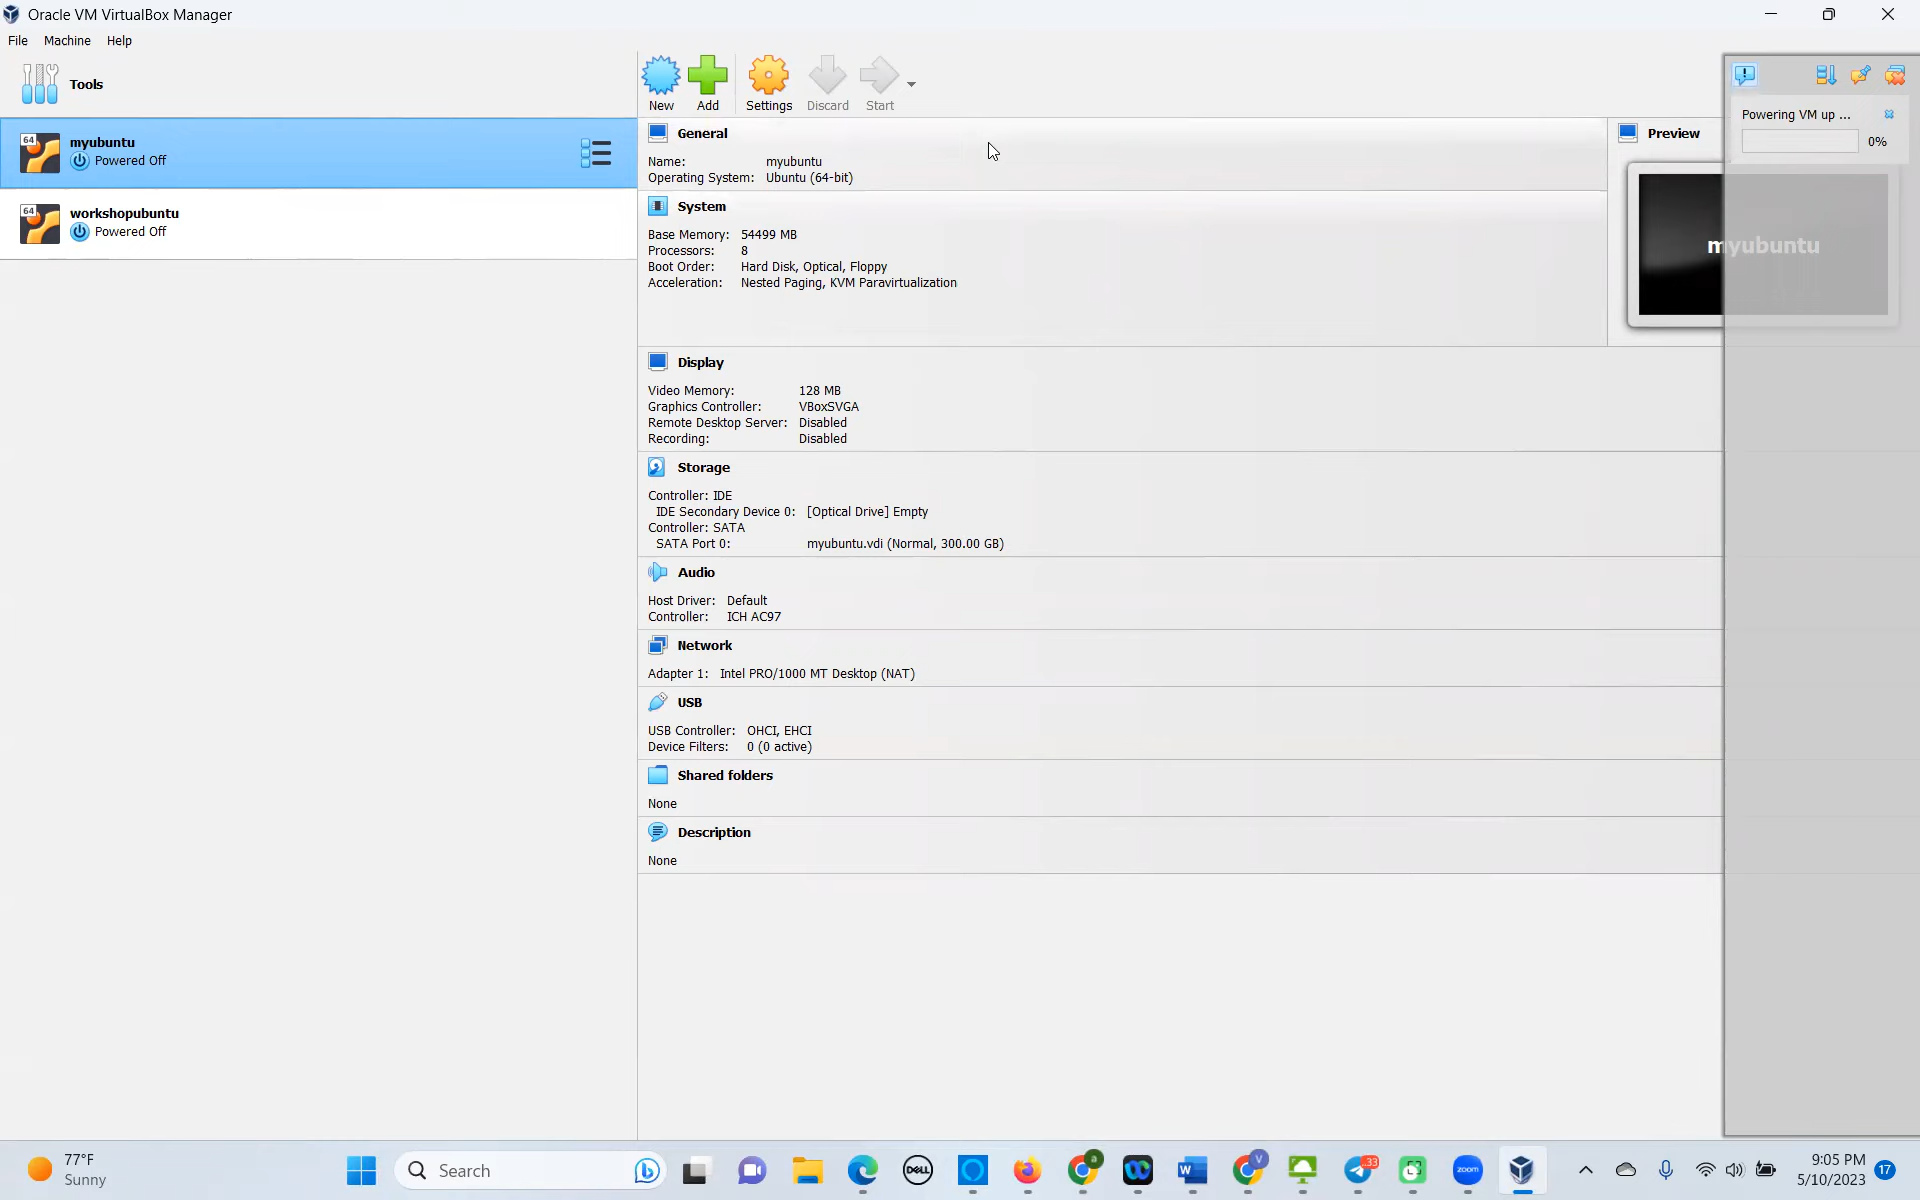 Oracle VM VirtualBox Manager
File Machine Help
Tools
New Add Settings Discard Start
64 myubuntu
Powered Off
64 workshopubuntu
Powered Off
General
Name: myubuntu
Operating System: Ubuntu (64-bit)
System
Base Memory: 54499 MB
Processors: 8
Boot Order: Hard Disk, Optical, Floppy
Acceleration: Nested Paging, KVM Paravirtualization
Preview
myubuntu
Powering VM up ...
0%
Display
Video Memory: 128 MB
Graphics Controller: VBoxSVGA
Remote Desktop Server: Disabled
Recording: Disabled
Storage
Controller: IDE
IDE Secondary Device 0: [Optical Drive] Empty
Controller: SATA
SATA Port 0: myubuntu.vdi (Normal, 300.00 GB)
Audio
Host Driver: Default
Controller: ICH AC97
Network
Adapter 1: Intel PRO/1000 MT Desktop (NAT)
USB
USB Controller: OHCI, EHCI
Device Filters: 0 (0 active)
Shared folders
None
Description
None
77°F
Sunny
Search
DELL
a
W
V
33
zoom
9:05 PM
5/10/2023
17